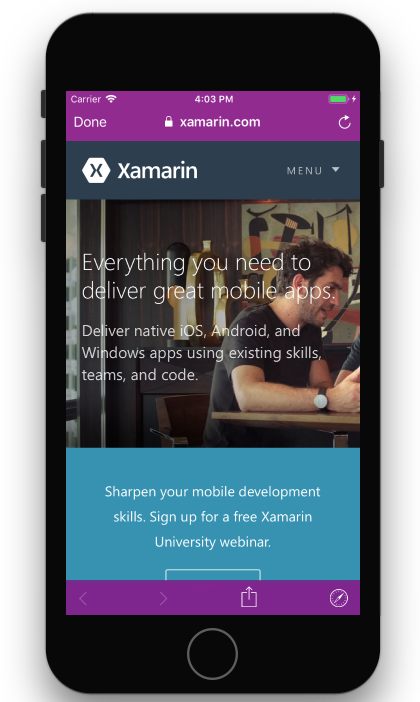 Carrier 4:03 PM
Done xamarin.com
Xamarin MENU
Everything you need to
deliver great mobile apps.
Deliver native iOS, Android, and
Windows apps using existing skills,
teams, and code.
Sharpen your mobile development
skills. Sign up for a free Xamarin
University webinar.